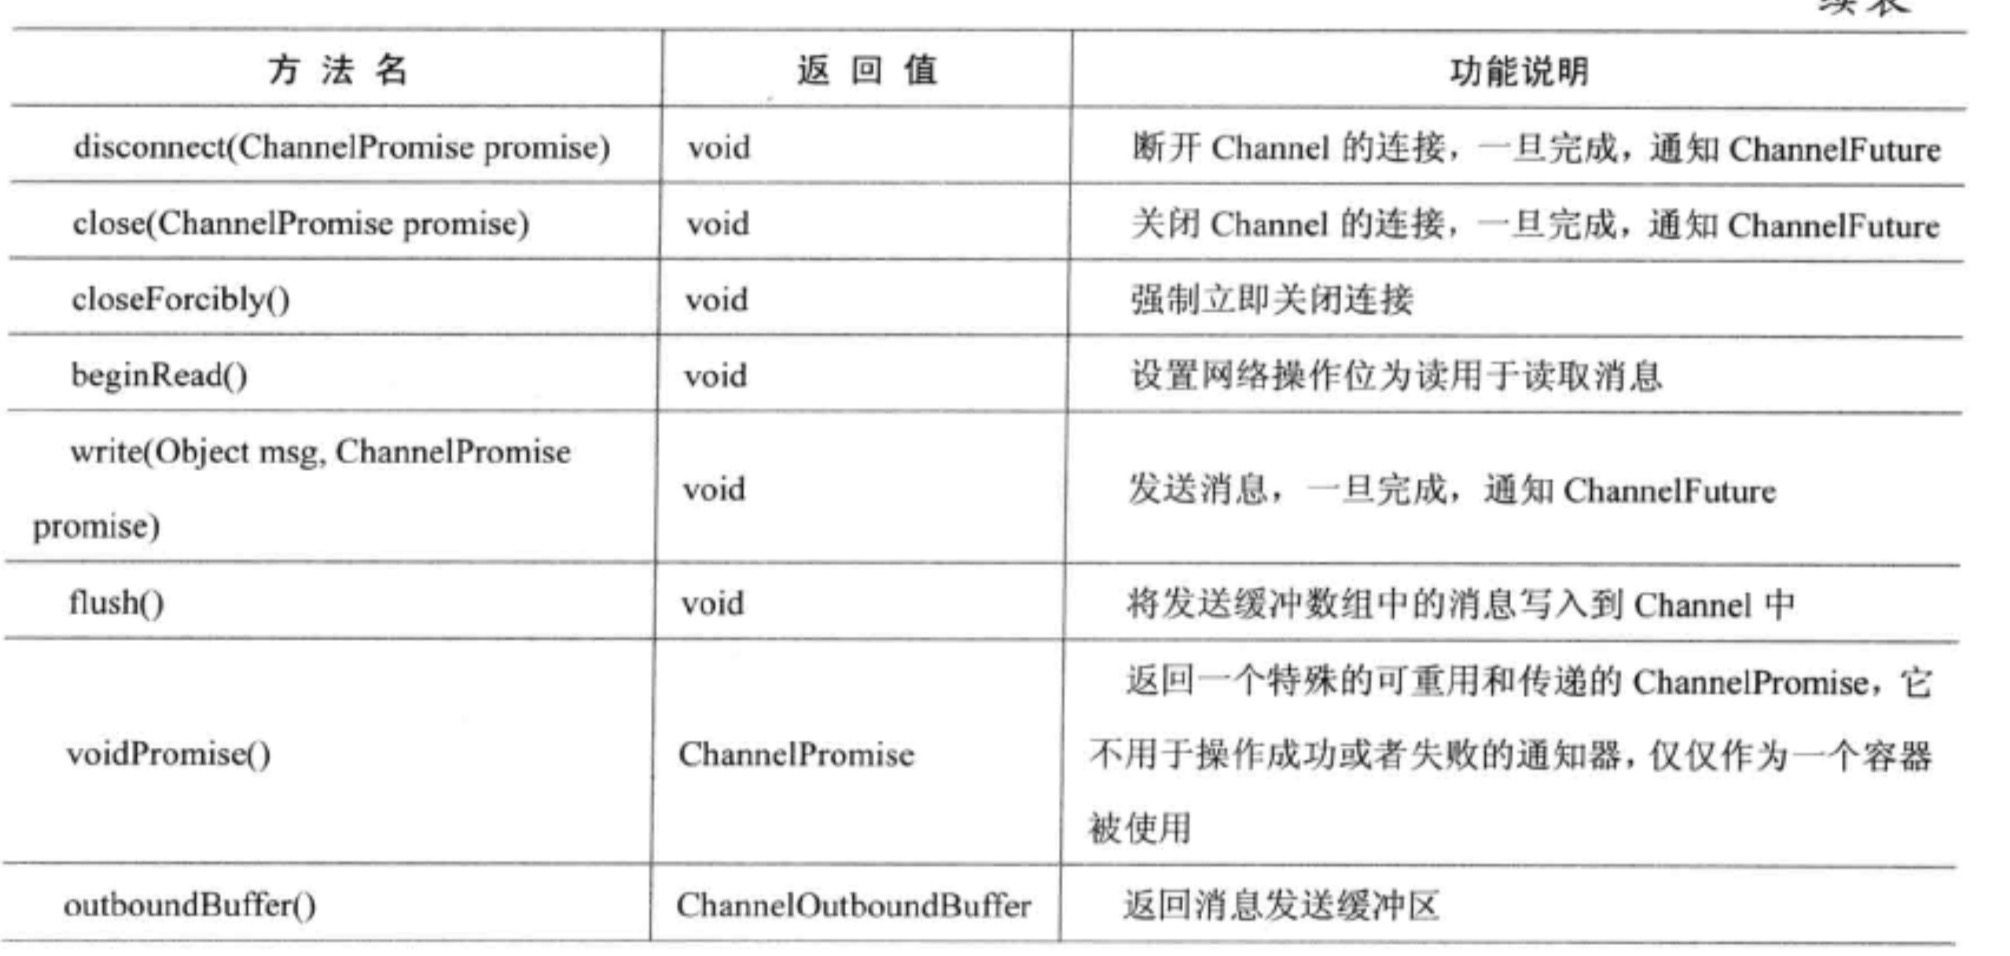 方法名 返回值 功能说明
disconnect(ChannelPromise promise) void 断开 Channel 的连接，一旦完成，通知 ChannelFuture
close(ChannelPromise promise) void 关闭 Channel 的连接，一旦完成，通知 ChannelFuture
closeForcibly() void 强制立即关闭连接
beginRead() void 设置网络操作位为读用于读取消息
write(Object msg, ChannelPromise
promise)
void 发送消息，一旦完成，通知 ChannelFuture
flush() void 将发送缓冲数组中的消息写入到 Channel 中
voidPromise() ChannelPromise
返回一个特殊的可重用和传递的 ChannelPromise，它
不用于操作成功或者失败的通知器，仅仅作为一个容器
被使用
outboundBuffer() ChannelOutboundBuffer 返回消息发送缓冲区